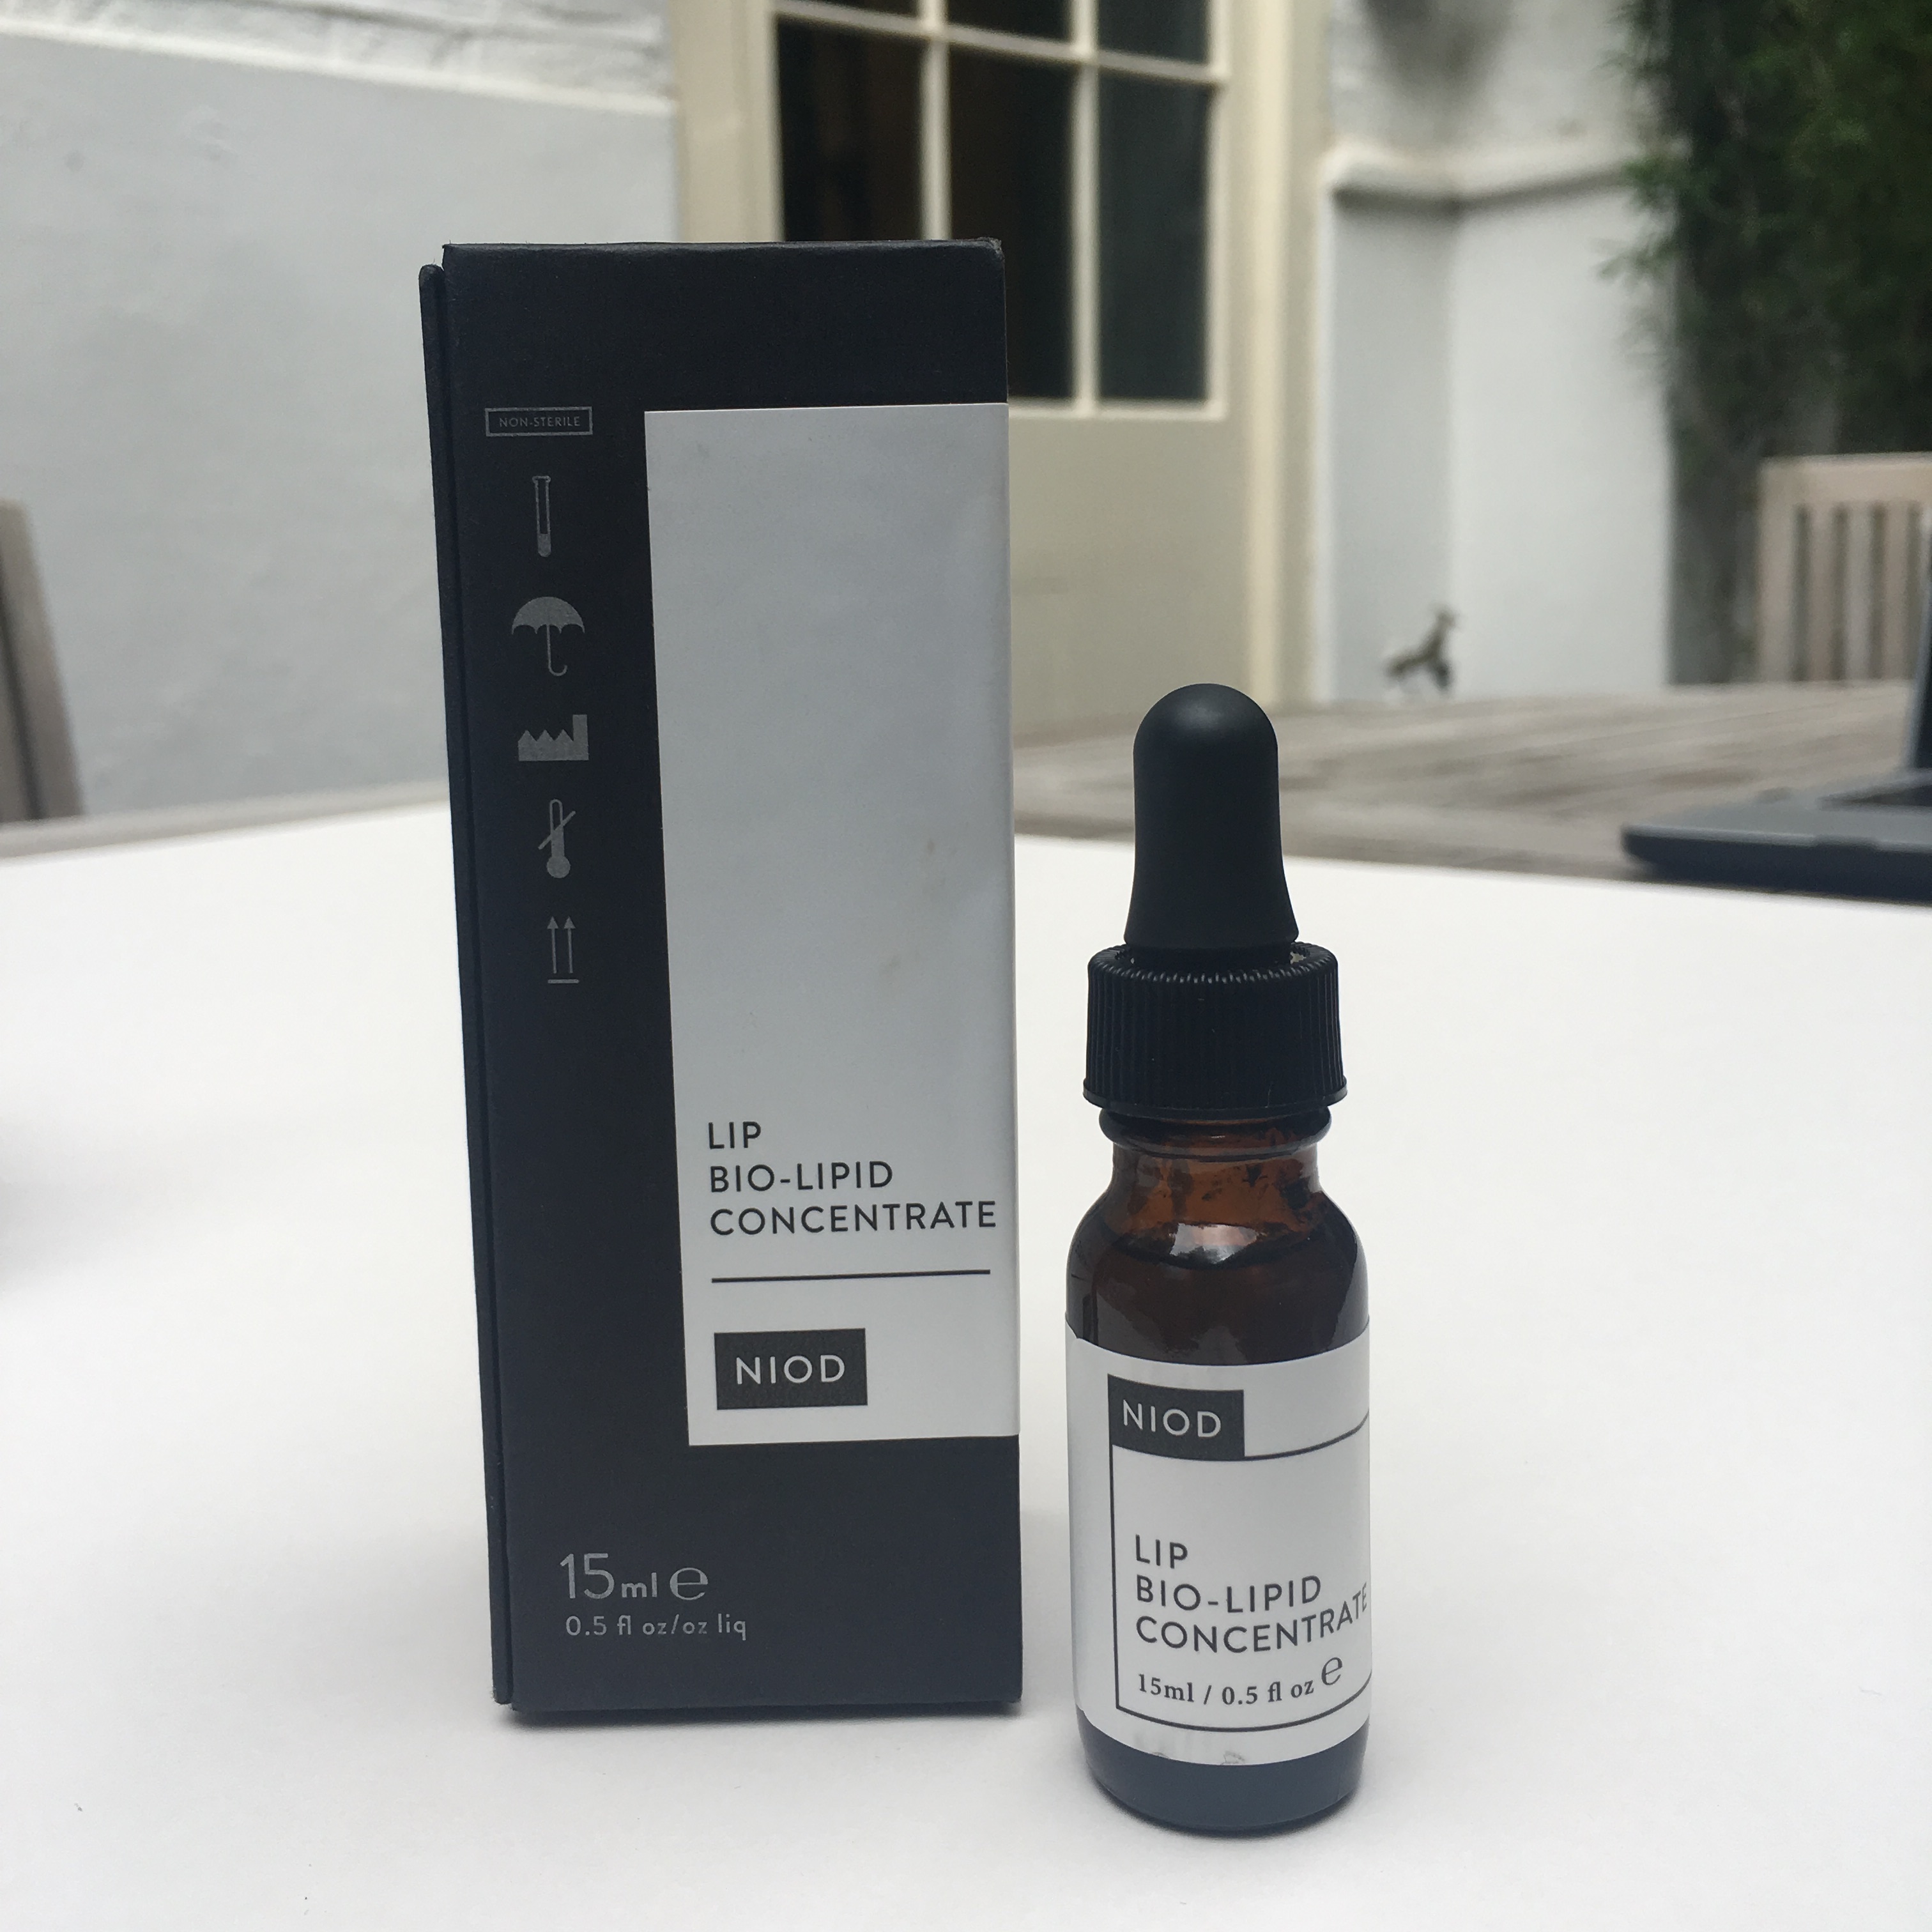 NON-STERILE
LIP
BIO-LIPID
CONCENTRATE
NIOD
15ml e
0.5 fl oz/oz liq
NIOD
LIP
BIO-LIPID
CONCENTRATE
15ml / 0.5 fl oz e